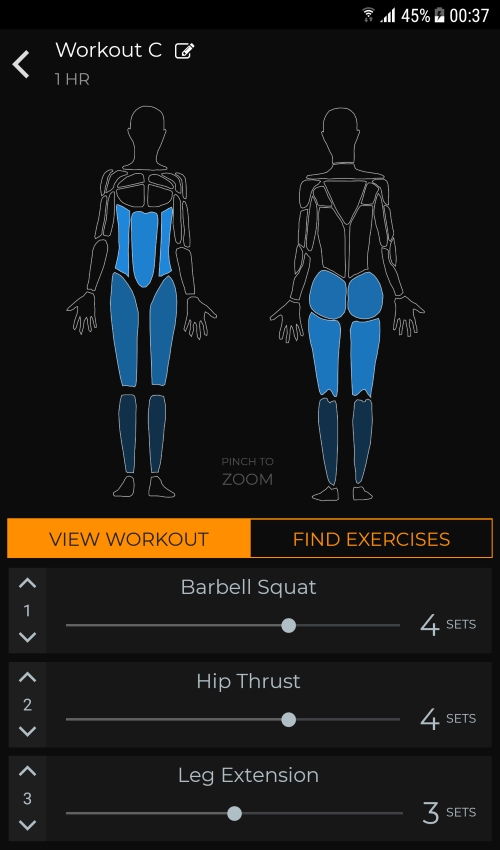 45% 00:37
Workout C
1 HR
PINCH TO
ZOOM
VIEW WORKOUT FIND EXERCISES
Barbell Squat
1
4 SETS
Hip Thrust
2
4 SETS
Leg Extension
3
3 SETS